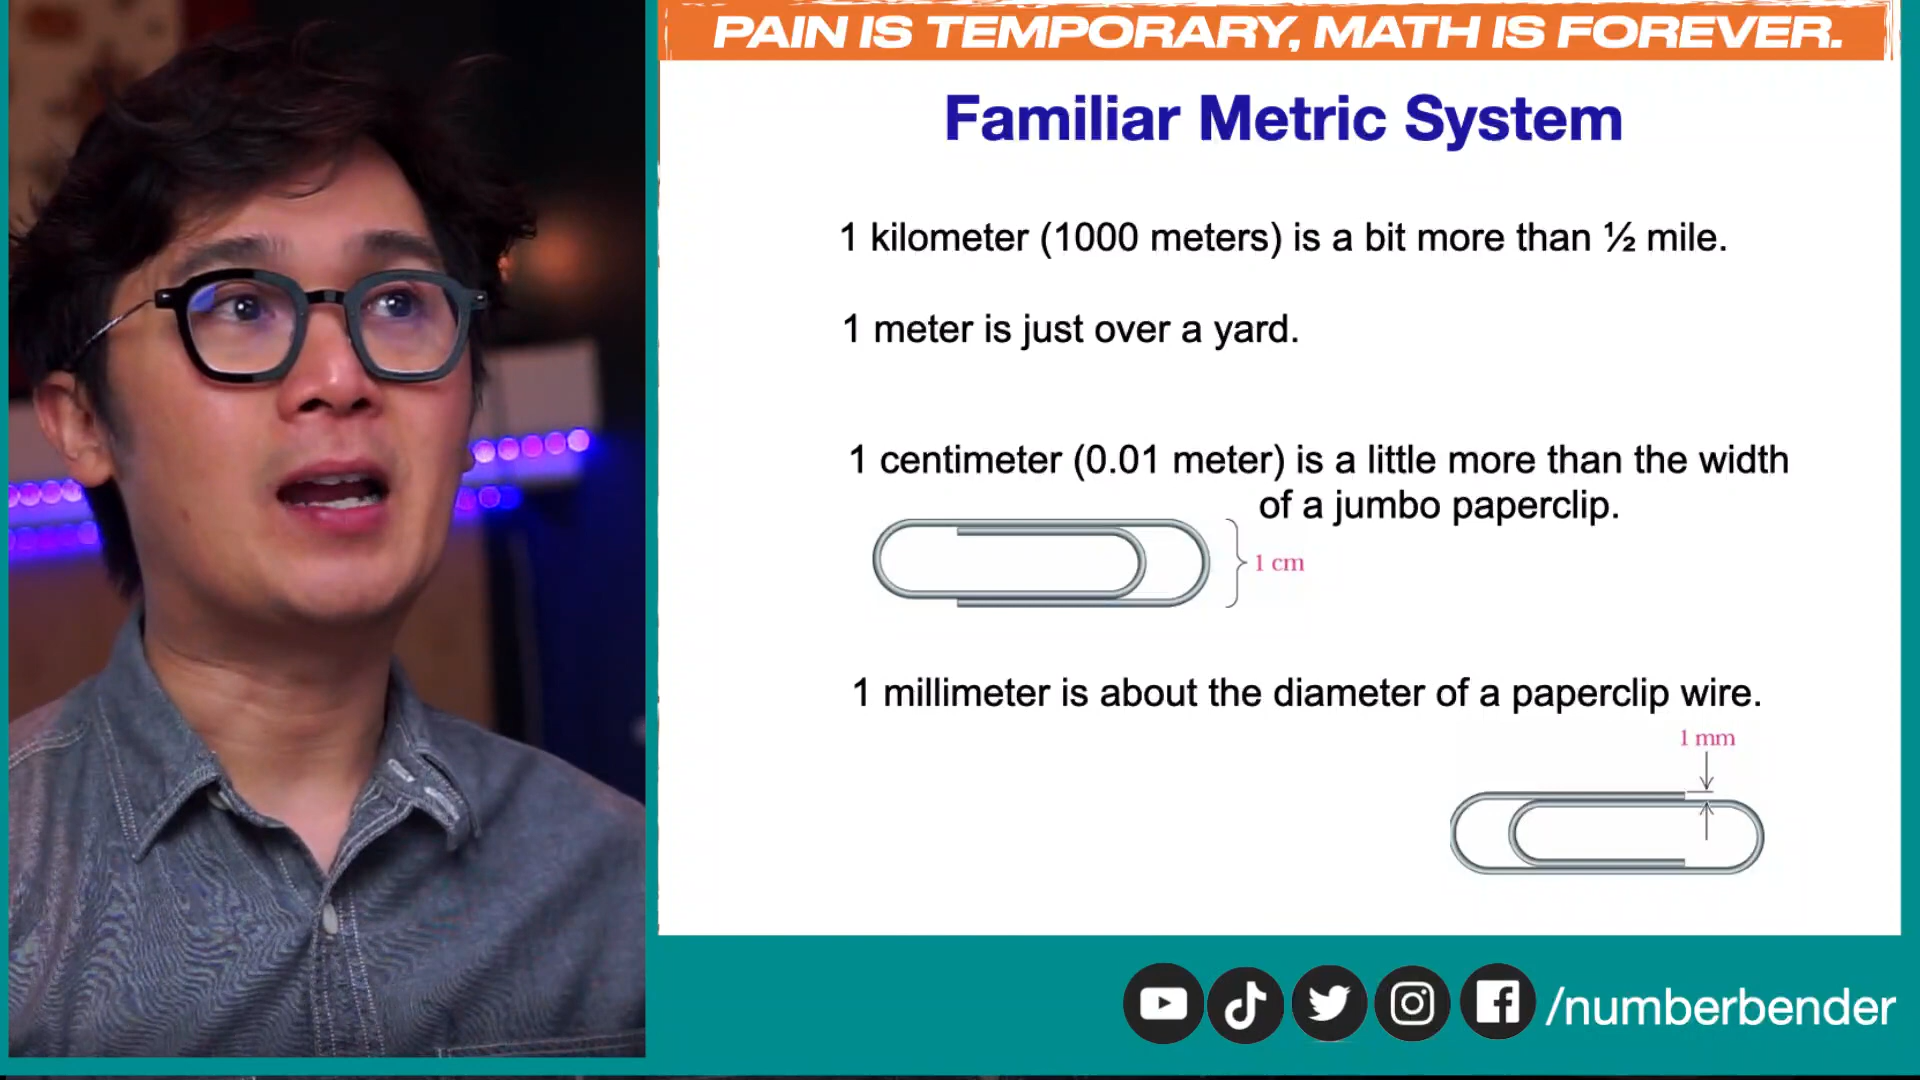 PAIN IS TEMPORARY, MATH IS FOREVER.
Familiar Metric System
1 kilometer (1000 meters) is a bit more than ½ mile.
1 meter is just over a yard.
1 centimeter (0.01 meter) is a little more than the width
of a jumbo paperclip.
1 cm
1 millimeter is about the diameter of a paperclip wire.
1 mm
/numberbender